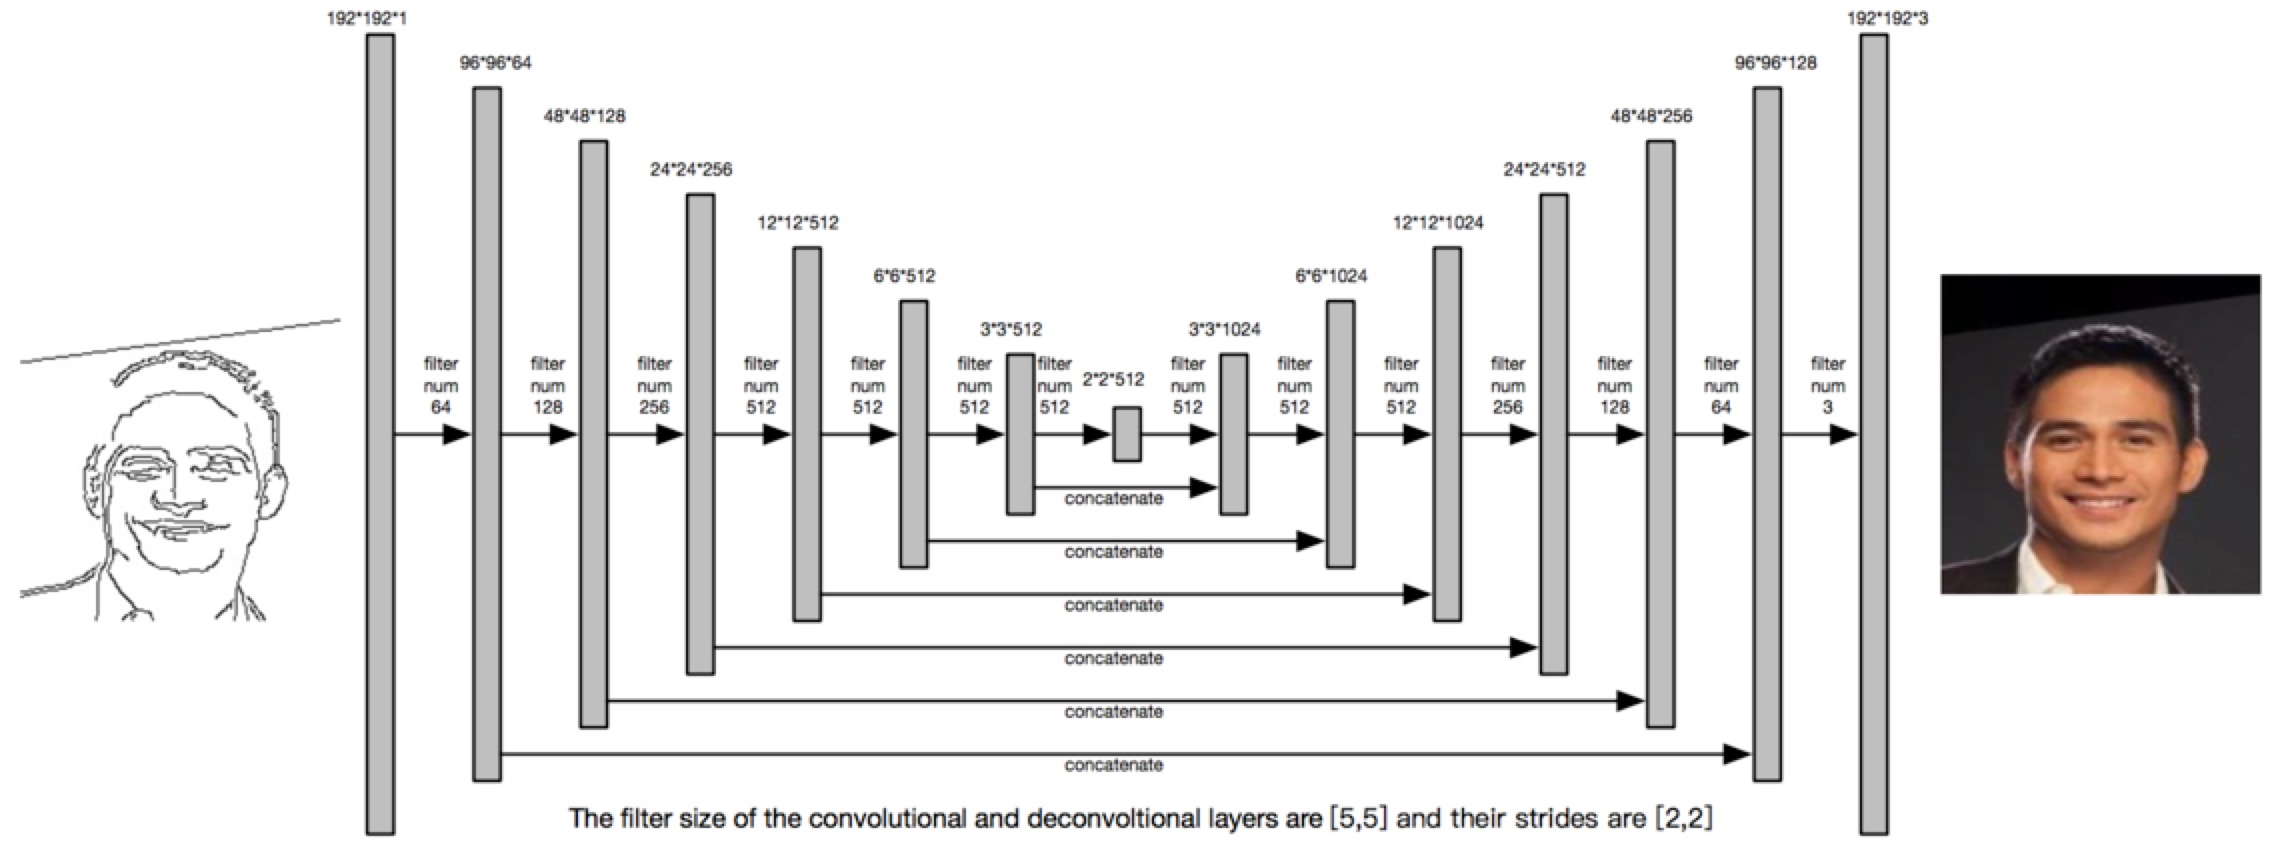 192*192*1
192*192*3
96*96*64
96*96*128
48*48*128
48*48*256
24*24*256
24*24*512
12*12*512
12*12*1024
6*6*512
6*6*1024
3*3*512
3*3*1024
2*2*512
filter
num
64
filter
num
128
filter
num
256
filter
num
512
filter
num
512
filter
num
512
filter
num
512
filter
num
512
filter
num
512
filter
num
512
filter
num
256
filter
num
128
filter
num
64
filter
num
3
concatenate
concatenate
concatenate
concatenate
concatenate
concatenate
The filter size of the convolutional and deconvoltional layers are [5,5] and their strides are [2,2]